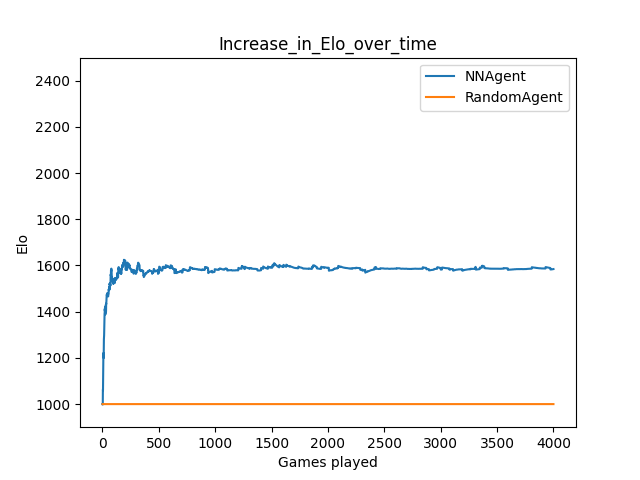 Increase_in_Elo_over_time
NNAgent
RandomAgent
2400
2200
2000
1800
1600
1400
1200
1000
Elo
0 500 1000 1500 2000 2500 3000 3500 4000
Games played